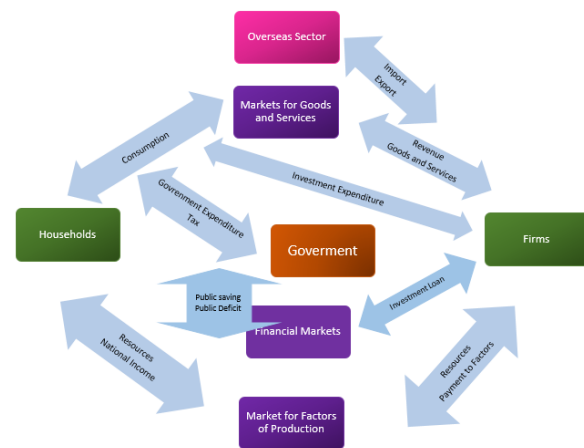 Overseas Sector
Import
Export
Markets for Goods
and Services
Consumption
Revenue
Goods and Services
Investment Expenditure
Govrenment Expenditure
Tax
Households
Goverment
Firms
Public saving
Public Deficit
Investment Loan
Financial Markets
Resources
National Income
Resources
Payment to Factors
Market for Factors
of Production